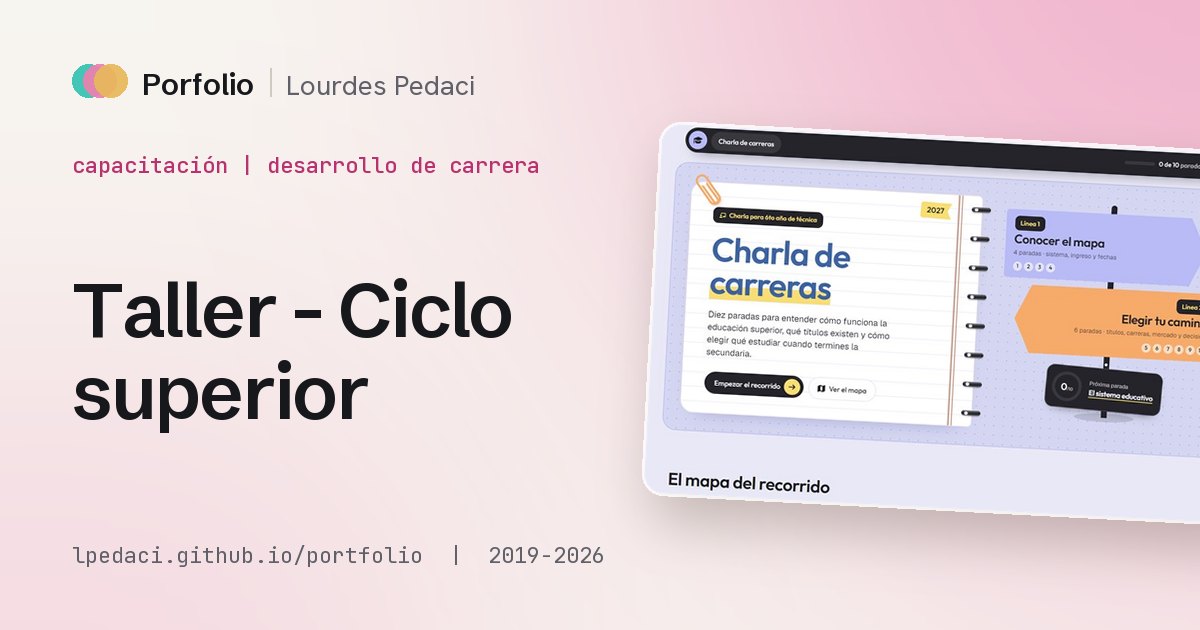 Porfolio | Lourdes Pedaci
capacitación | desarrollo de carrera
Taller - Ciclo
superior
lpedaci.github.io/portfolio | 2019-2026
Charla de carreras
0 de 10
Charla para 6to año de técnica
2027
Charla de
carreras
Diez paradas para entender cómo funciona la
educación superior, qué títulos existen y cómo
elegir qué estudiar cuando termines la
secundaria.
Empezar el recorrido
Ver el mapa
Línea 1
Conocer el mapa
4 paradas · sistema, ingreso y fechas
1 2 3 4
Línea
Elegir tu
6 paradas · títulos, carreras, mercado y
5 6 7 8 9
0/10
Próxima parada
El sistema educativo
El mapa del recorrido